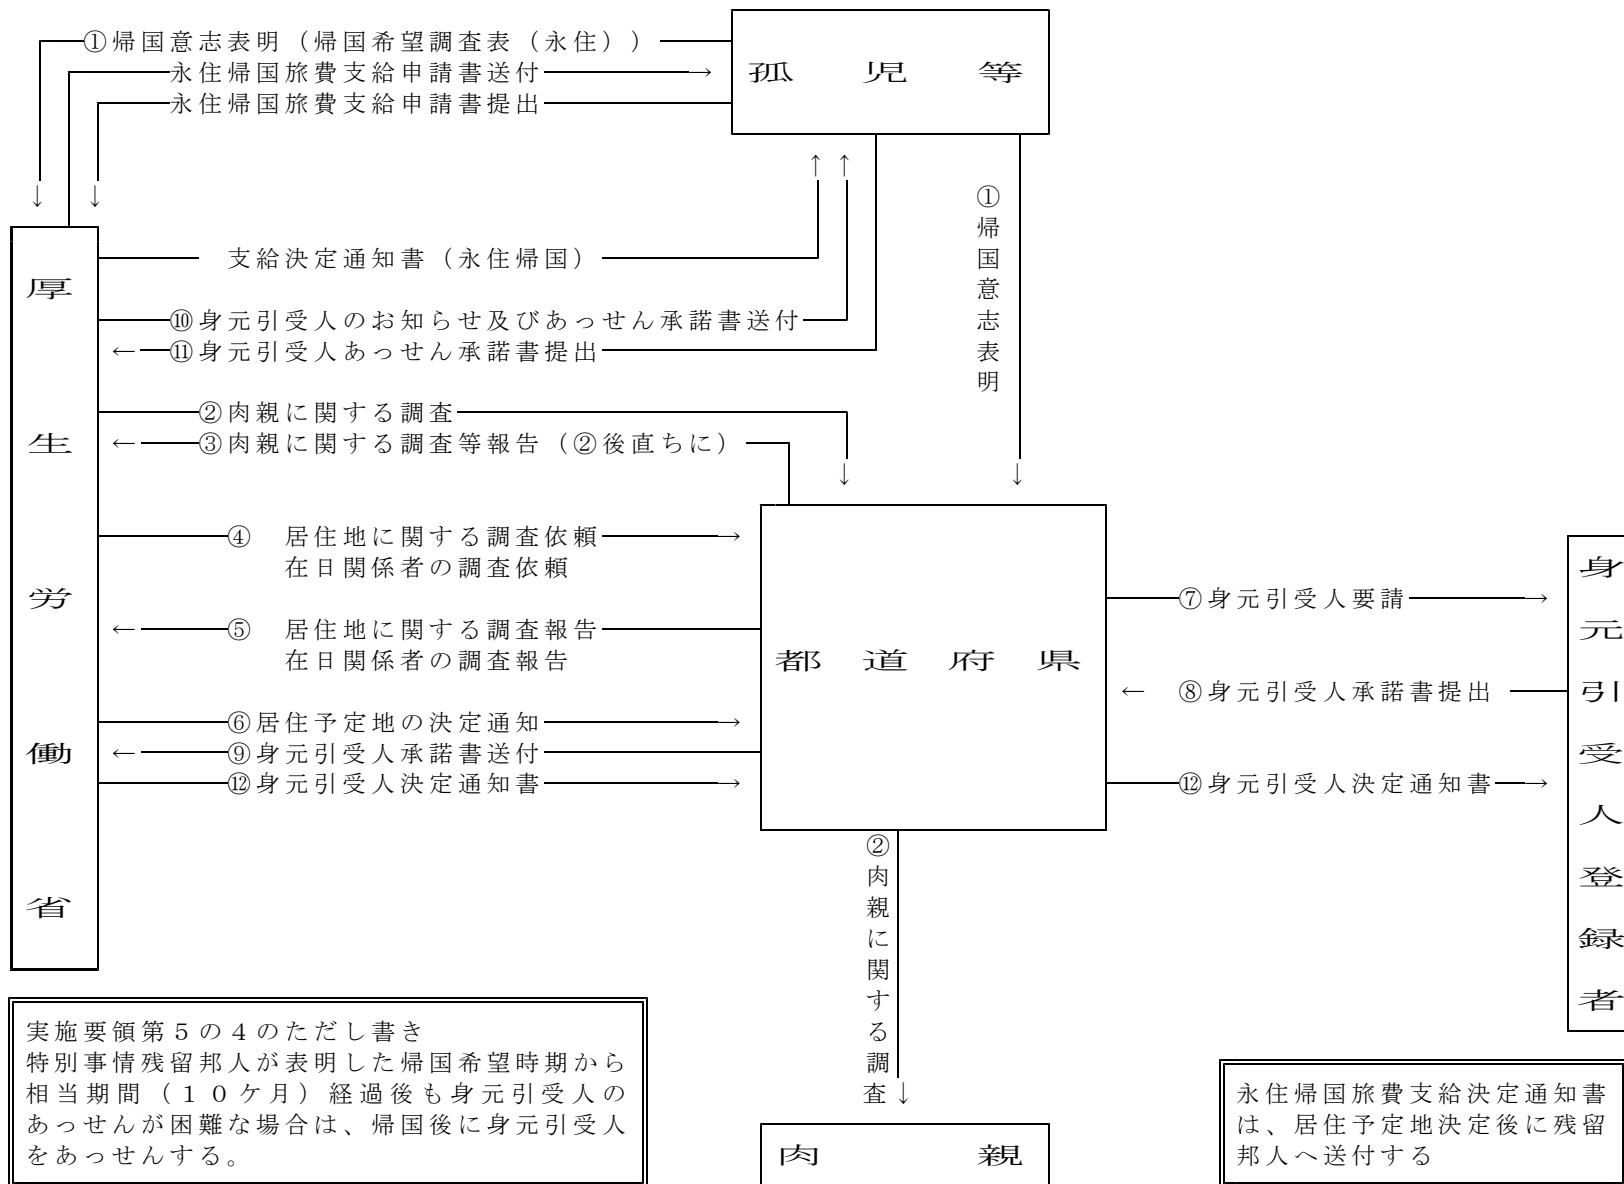 ①帰国意志表明（帰国希望調査表（永住））
永住帰国旅費支給申請書送付→
永住帰国旅費支給申請書提出
孤児等
↓ ↓
↑↑
①帰国意志表明
↓
支給決定通知書（永住帰国）
⑩身元引受人のお知らせ及びあっせん承諾書送付
←⑪身元引受人あっせん承諾書提出
厚生労働省
②肉親に関する調査
↓
←③肉親に関する調査等報告（②後直ちに）
④ 居住地に関する調査依頼→
在日関係者の調査依頼
←⑤ 居住地に関する調査報告
在日関係者の調査報告
⑥居住予定地の決定通知→
←⑨身元引受人承諾書送付
⑫身元引受人決定通知書→
都道府県
⑦身元引受人要請→
← ⑧身元引受人承諾書提出
⑫身元引受人決定通知書→
身元引受人登録者
②肉親に関する調査↓
肉親
実施要領第５の４のただし書き
特別事情残留邦人が表明した帰国希望時期から
相当期間（１０ケ月）経過後も身元引受人の
あっせんが困難な場合は、帰国後に身元引受人
をあっせんする。
永住帰国旅費支給決定通知書
は、居住予定地決定後に残留
邦人へ送付する